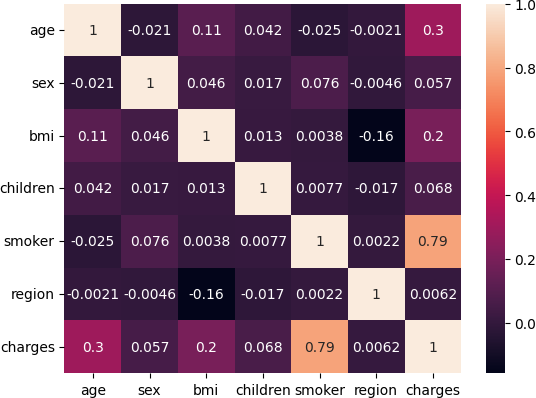 age 1 -0.021 0.11 0.042 -0.025 -0.0021 0.3
sex -0.021 1 0.046 0.017 0.076 -0.0046 0.057
bmi 0.11 0.046 1 0.013 0.0038 -0.16 0.2
children 0.042 0.017 0.013 1 0.0077 -0.017 0.068
smoker -0.025 0.076 0.0038 0.0077 1 0.0022 0.79
region -0.0021 -0.0046 -0.16 -0.017 0.0022 1 0.0062
charges 0.3 0.057 0.2 0.068 0.79 0.0062 1
age sex bmi children smoker region charges
1.0
0.8
0.6
0.4
0.2
0.0